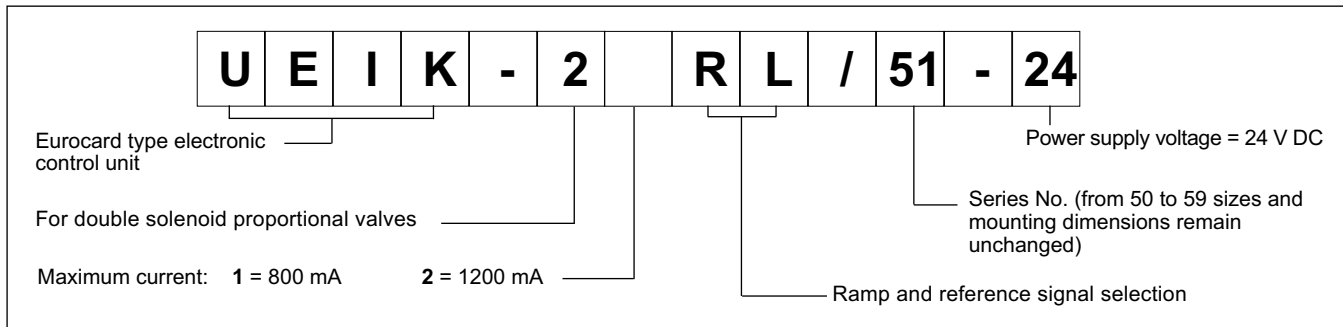 U E I K - 2 R L / 51 - 24
Eurocard type electronic
control unit
Power supply voltage = 24 V DC
For double solenoid proportional valves
Series No. (from 50 to 59 sizes and
mounting dimensions remain
unchanged)
Maximum current: 1 = 800 mA 2 = 1200 mA
Ramp and reference signal selection